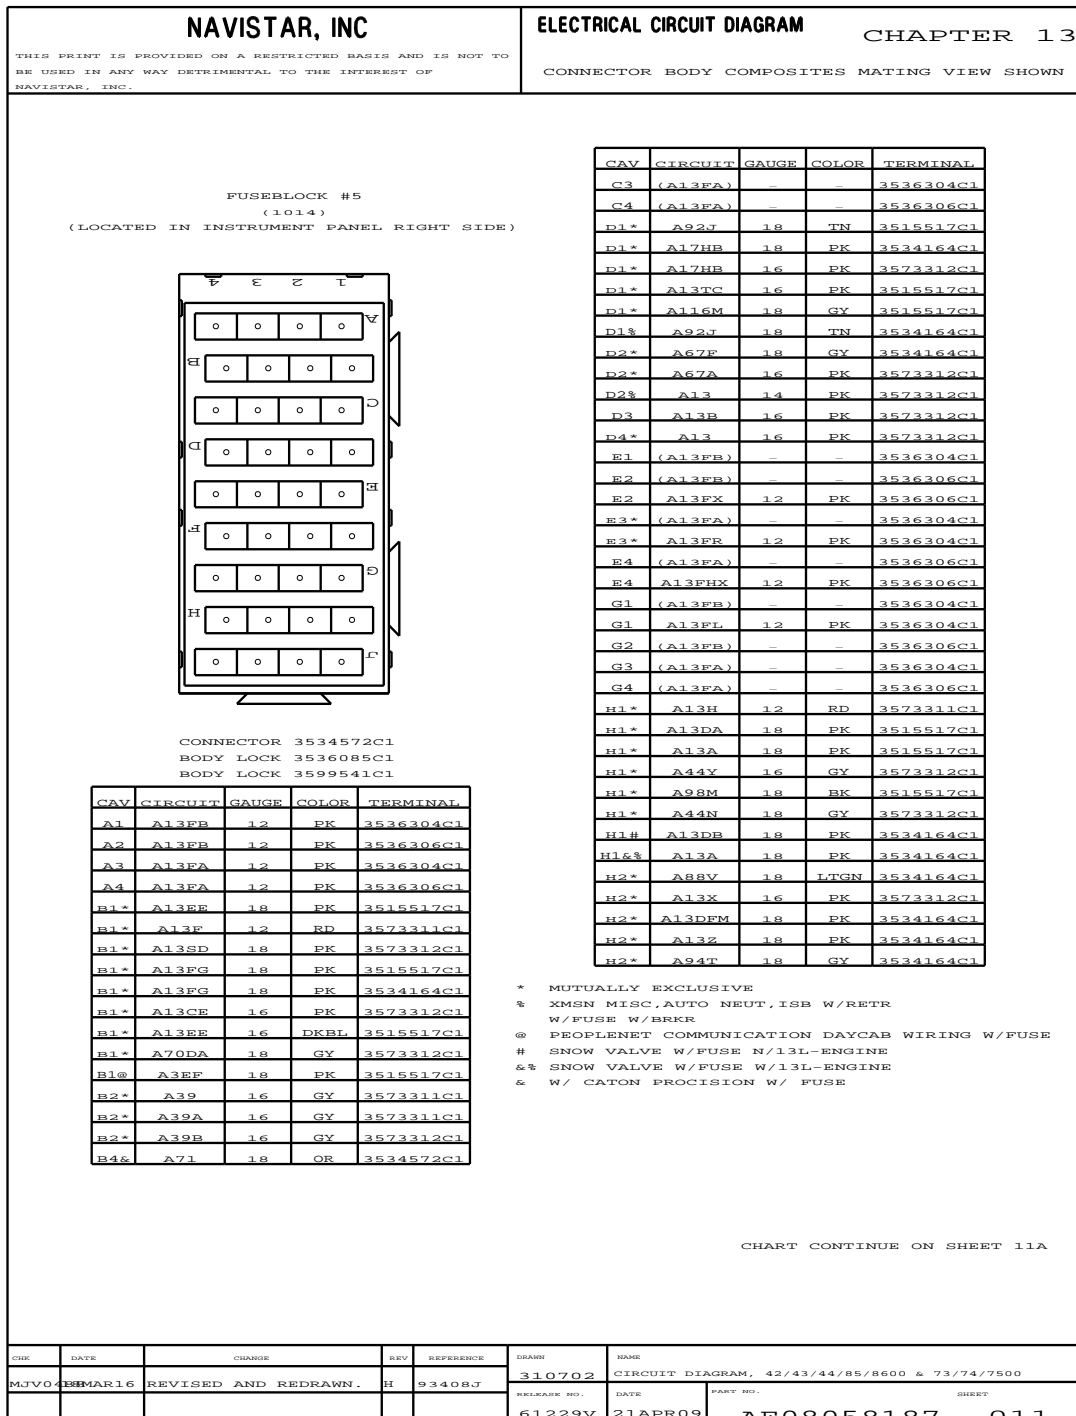 NAVISTAR, INC
THIS PRINT IS PROVIDED ON A RESTRICTED BASIS AND IS NOT TO
BE USED IN ANY WAY DETRIMENTAL TO THE INTEREST OF
NAVISTAR, INC.
ELECTRICAL CIRCUIT DIAGRAM CHAPTER 13
CONNECTOR BODY COMPOSITES MATING VIEW SHOWN
FUSEBLOCK #5
(1014)
(LOCATED IN INSTRUMENT PANEL RIGHT SIDE)
4 3 2 1
A
B
C
D
E
F
G
H
J
CONNECTOR 3534572C1
BODY LOCK 3536085C1
BODY LOCK 3599541C1
CAV CIRCUIT GAUGE COLOR TERMINAL
A1 A13FB 12 PK 3536304C1
A2 A13FB 12 PK 3536306C1
A3 A13FA 12 PK 3536304C1
A4 A13FA 12 PK 3536306C1
B1* A13EE 18 PK 3515517C1
B1* A13F 12 RD 3573311C1
B1* A13SD 18 PK 3573312C1
B1* A13FG 18 PK 3515517C1
B1* A13FG 18 PK 3534164C1
B1* A13CE 16 PK 3573312C1
B1* A13EE 16 DKBL 3515517C1
B1* A70DA 18 GY 3573312C1
B1@ A3EF 18 PK 3515517C1
B2* A39 16 GY 3573311C1
B2* A39A 16 GY 3573311C1
B2* A39B 16 GY 3573312C1
B4& A71 18 OR 3534572C1
CAV CIRCUIT GAUGE COLOR TERMINAL
C3 (A13FA) – – 3536304C1
C4 (A13FA) – – 3536306C1
D1* A92J 18 TN 3515517C1
D1* A17HB 18 PK 3534164C1
D1* A17HB 16 PK 3573312C1
D1* A13TC 16 PK 3515517C1
D1* A116M 18 GY 3515517C1
D1% A92J 18 TN 3534164C1
D2* A67F 18 GY 3534164C1
D2* A67A 16 PK 3573312C1
D2% A13 14 PK 3573312C1
D3 A13B 16 PK 3573312C1
D4* A13 16 PK 3573312C1
E1 (A13FB) – – 3536304C1
E2 (A13FB) – – 3536306C1
E2 A13FX 12 PK 3536306C1
E3* (A13FA) – – 3536304C1
E3* A13FR 12 PK 3536304C1
E4 (A13FA) – – 3536306C1
E4 A13FHX 12 PK 3536306C1
G1 (A13FB) – – 3536304C1
G1 A13FL 12 PK 3536304C1
G2 (A13FB) – – 3536306C1
G3 (A13FA) – – 3536304C1
G4 (A13FA) – – 3536306C1
H1* A13H 12 RD 3573311C1
H1* A13DA 18 PK 3515517C1
H1* A13A 18 PK 3515517C1
H1* A44Y 16 GY 3573312C1
H1* A98M 18 BK 3515517C1
H1* A44N 18 GY 3573312C1
H1# A13DB 18 PK 3534164C1
H1&% A13A 18 PK 3534164C1
H2* A88V 18 LTGN 3534164C1
H2* A13X 16 PK 3573312C1
H2* A13DFM 18 PK 3534164C1
H2* A13Z 18 PK 3534164C1
H2* A94T 18 GY 3534164C1
* MUTUALLY EXCLUSIVE
% XMSN MISC,AUTO NEUT,ISB W/RETR
W/FUSE W/BRKR
@ PEOPLENET COMMUNICATION DAYCAB WIRING W/FUSE
# SNOW VALVE W/FUSE N/13L-ENGINE
&% SNOW VALVE W/FUSE W/13L-ENGINE
& W/ CATON PROCISION W/ FUSE
CHART CONTINUE ON SHEET 11A
CHK DATE CHANGE REV REFERENCE
REVISED AND REDRAWN. H 93408J
DRAWN NAME
310702 CIRCUIT DIAGRAM, 42/43/44/85/8600 & 73/74/7500
RELEASE NO. DATE PART NO. SHEET
61229V 21APR09 AE08058187 011